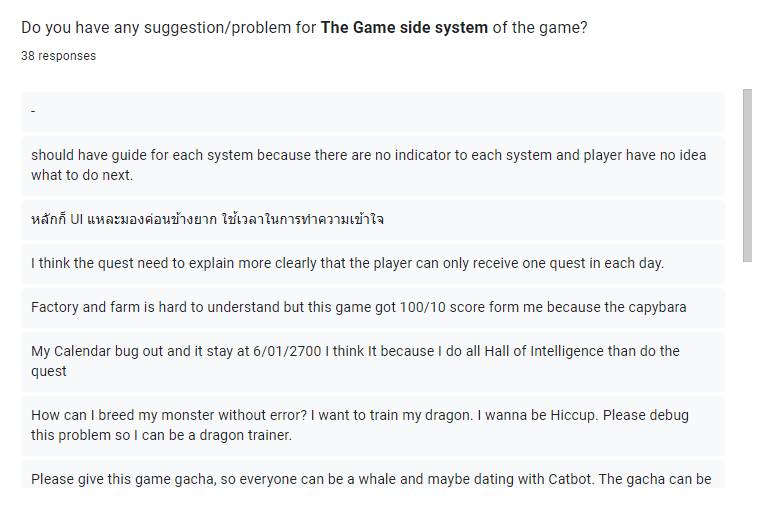 Do you have any suggestion/problem for The Game side system of the game?
38 responses
-
should have guide for each system because there are no indicator to each system and player have no idea
what to do next.
หลักก็ UI แหละมองค่อนข้างยาก ใช้เวลาในการทำความเข้าใจ
I think the quest need to explain more clearly that the player can only receive one quest in each day.
Factory and farm is hard to understand but this game got 100/10 score form me because the capybara
My Calendar bug out and it stay at 6/01/2700 I think It because I do all Hall of Intelligence than do the
quest
How can I breed my monster without error? I want to train my dragon. I wanna be Hiccup. Please debug
this problem so I can be a dragon trainer.
Please give this game gacha, so everyone can be a whale and maybe dating with Catbot. The gacha can be